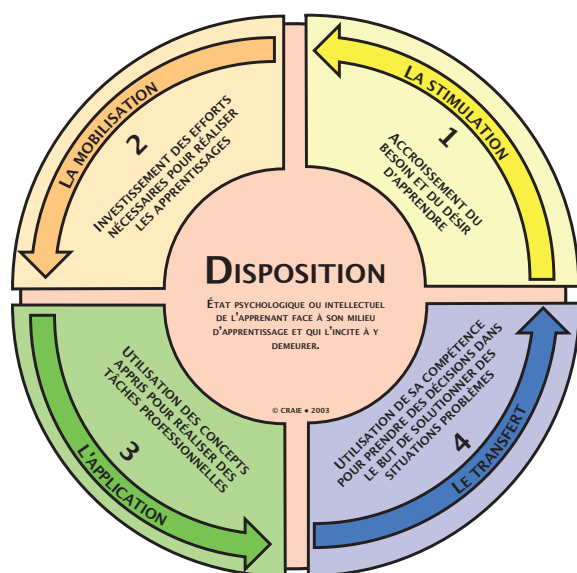 LA STIMULATION
1
ACCROISSEMENT DU
BESOIN ET DU DÉSIR
D'APPRENDRE
LA MOBILISATION
2
INVESTISSEMENT DES EFFORTS
NÉCESSAIRES POUR RÉALISER
LES APPRENTISSAGES
DISPOSITION
ÉTAT PSYCHOLOGIQUE OU INTELLECTUEL
DE L'APPRENANT FACE À SON MILIEU
D'APPRENTISSAGE ET QUI L'INCITE À Y
DEMEURER.
© CRAIE • 2003
UTILISATION DES CONCEPTS
APPRIS POUR RÉALISER DES
TÂCHES PROFESSIONNELLES
3
L'APPLICATION
UTILISATION DE SA COMPÉTENCE
POUR PRENDRE DES DÉCISIONS DANS
LE BUT DE SOLUTIONNER DES
SITUATIONS PROBLÈMES
4
LE TRANSFERT